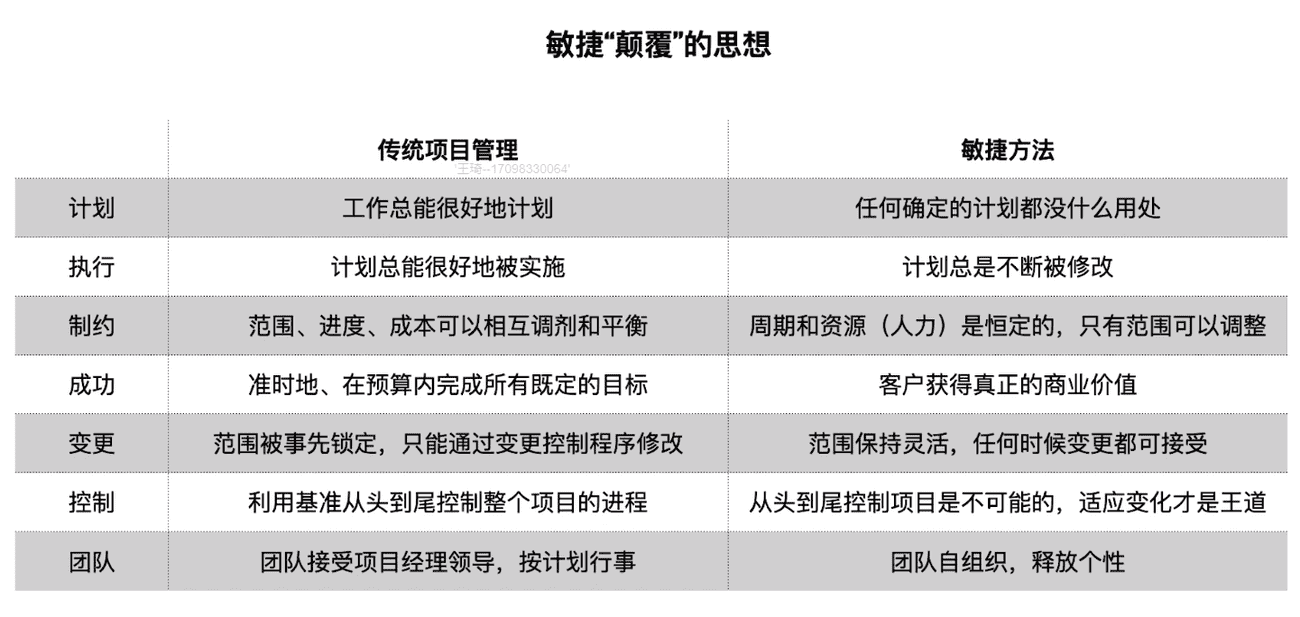 敏捷“颠覆”的思想
传统项目管理 敏捷方法
'王琦--17098330064'
计划 工作总能很好地计划 任何确定的计划都没什么用处
执行 计划总能很好地被实施 计划总是不断被修改
制约 范围、进度、成本可以相互调剂和平衡 周期和资源（人力）是恒定的，只有范围可以调整
成功 准时地、在预算内完成所有既定的目标 客户获得真正的商业价值
变更 范围被事先锁定，只能通过变更控制程序修改 范围保持灵活，任何时候变更都可接受
控制 利用基准从头到尾控制整个项目的进程 从头到尾控制项目是不可能的，适应变化才是王道
团队 团队接受项目经理领导，按计划行事 团队自组织，释放个性